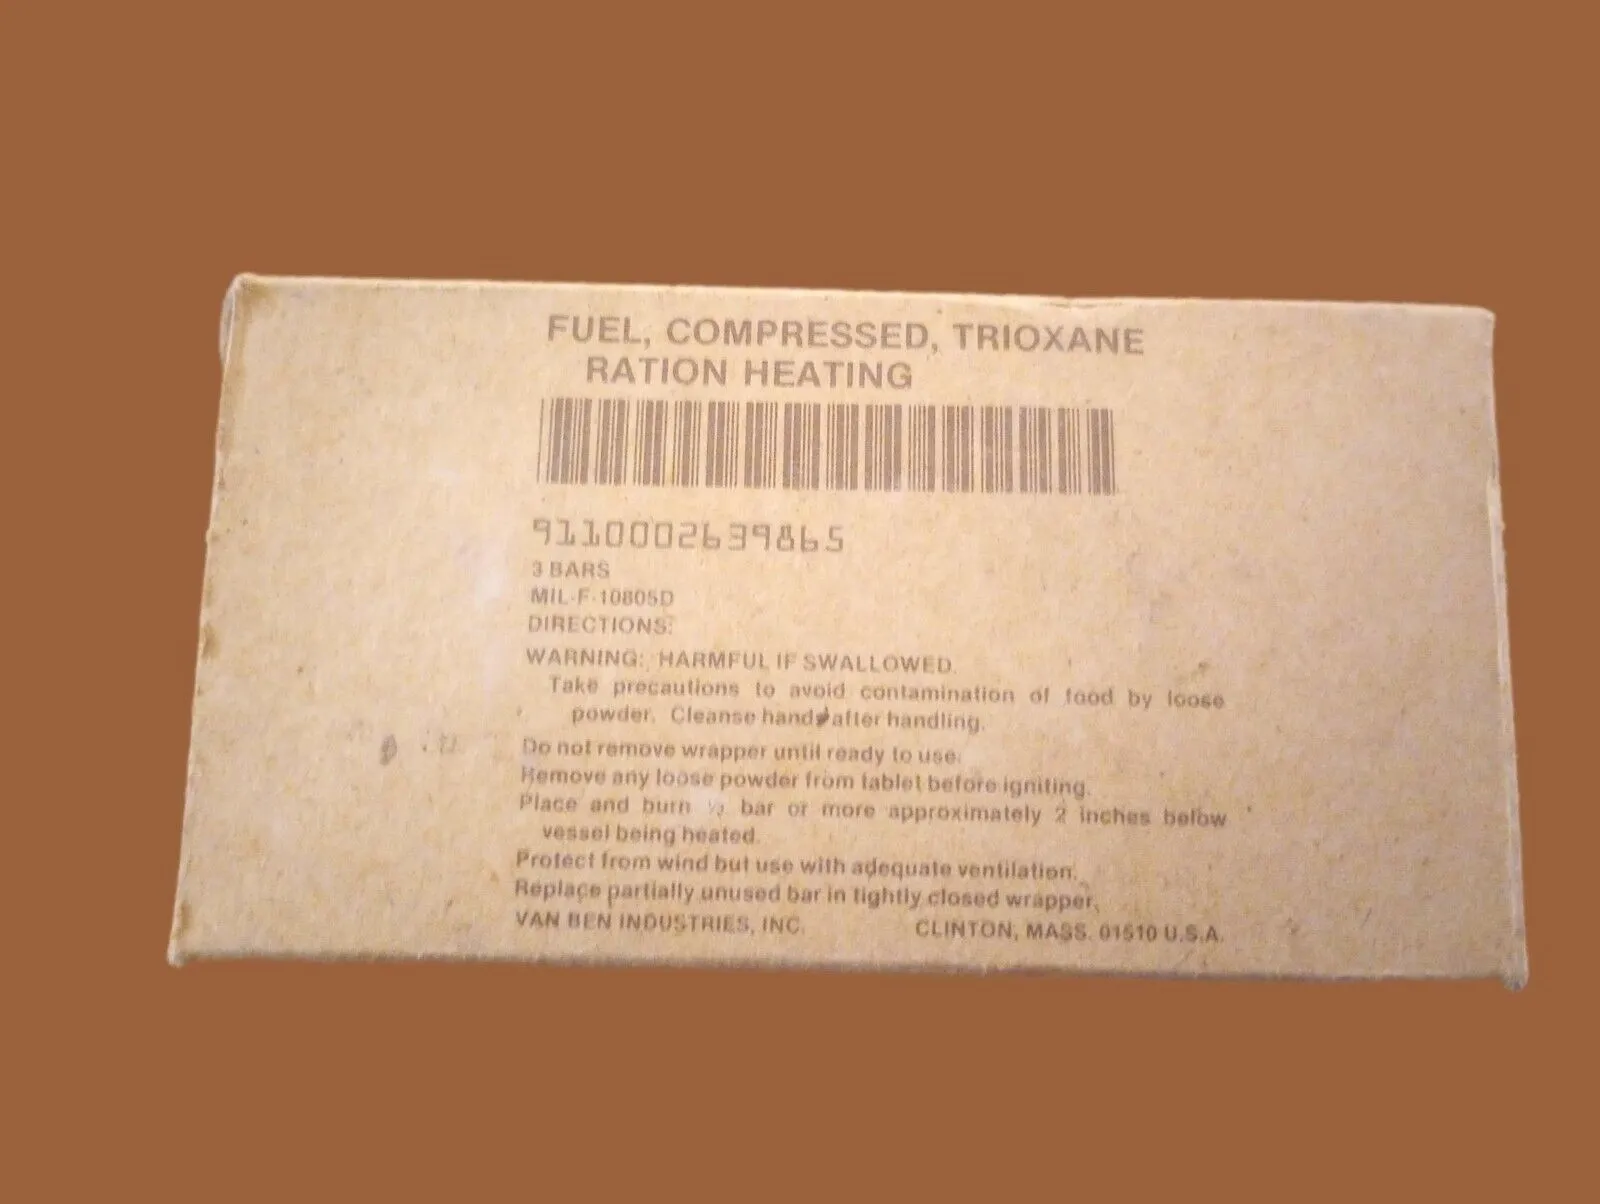 FUEL, COMPRESSED, TRIOXANE
RATION HEATING
9110002639865
3 BARS
MIL-F-10805D
DIRECTIONS:
WARNING: HARMFUL IF SWALLOWED.
Take precautions to avoid contamination of food by loose
powder. Cleanse hands after handling.
Do not remove wrapper until ready to use.
Remove any loose powder from tablet before igniting.
Place and burn ½ bar or more approximately 2 inches below
vessel being heated.
Protect from wind but use with adequate ventilation.
Replace partially unused bar in tightly closed wrapper.
VAN BEN INDUSTRIES, INC. CLINTON, MASS. 01510 U.S.A.